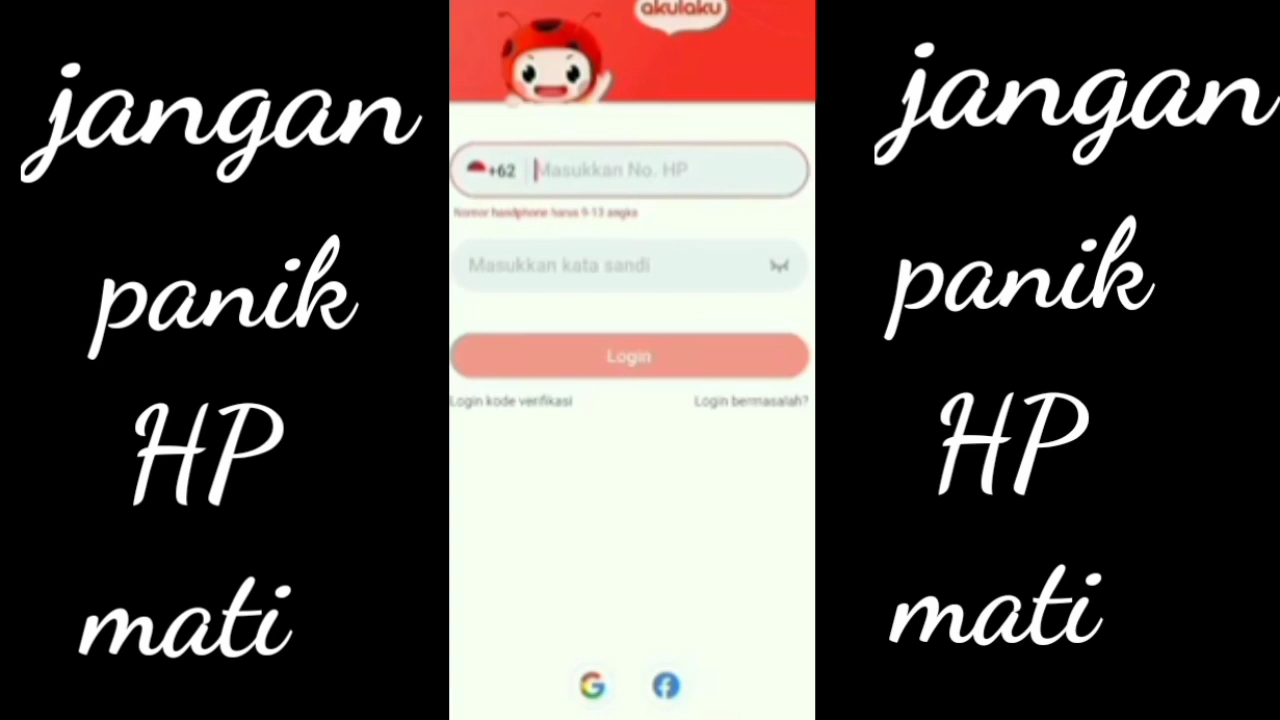 jangan
panik
HP
mati
akulaku
+62 Masukkan No. HP
Nomor handphone harus 9-13 angka
Masukkan kata sandi
Login
Login kode verifikasi
Login bermasalah?
jangan
panik
HP
mati